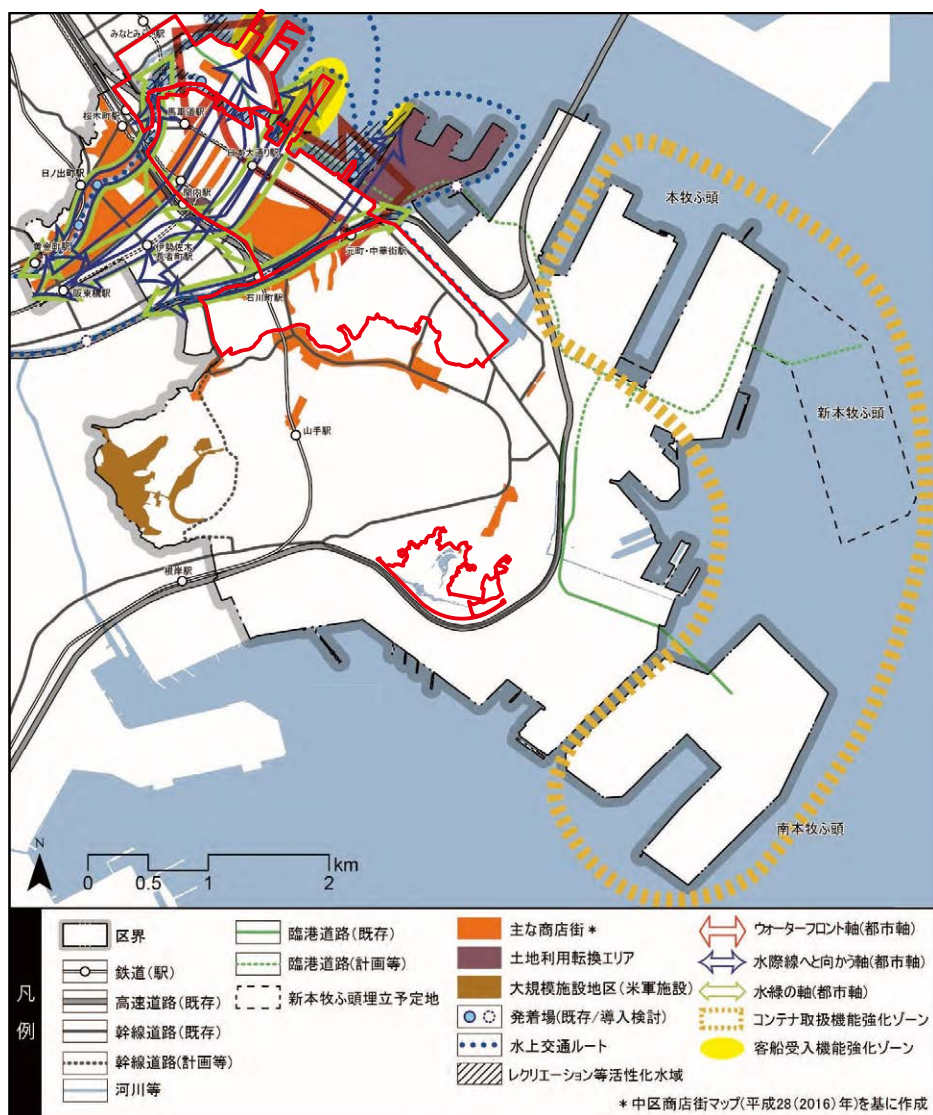 みなとみらい駅
桜木町駅
馬車道駅
日ノ出町駅
日本大通り駅
関内駅
黄金町駅
伊勢佐木
長者町駅
阪東橋駅
元町・中華街駅
石川町駅
本牧ふ頭
新本牧ふ頭
山手駅
根岸駅
南本牧ふ頭
N
km
0 0.5 1 2
凡例
区界
鉄道(駅)
高速道路(既存)
幹線道路(既存)
幹線道路(計画等)
河川等
臨港道路(既存)
臨港道路(計画等)
新本牧ふ頭埋立予定地
主な商店街*
土地利用転換エリア
大規模施設地区(米軍施設)
発着場(既存/導入検討)
水上交通ルート
レクリエーション等活性化水域
ウォーターフロント軸(都市軸)
水際線へと向かう軸(都市軸)
水緑の軸(都市軸)
コンテナ取扱機能強化ゾーン
客船受入機能強化ゾーン
*中区商店街マップ(平成28(2016)年)を基に作成